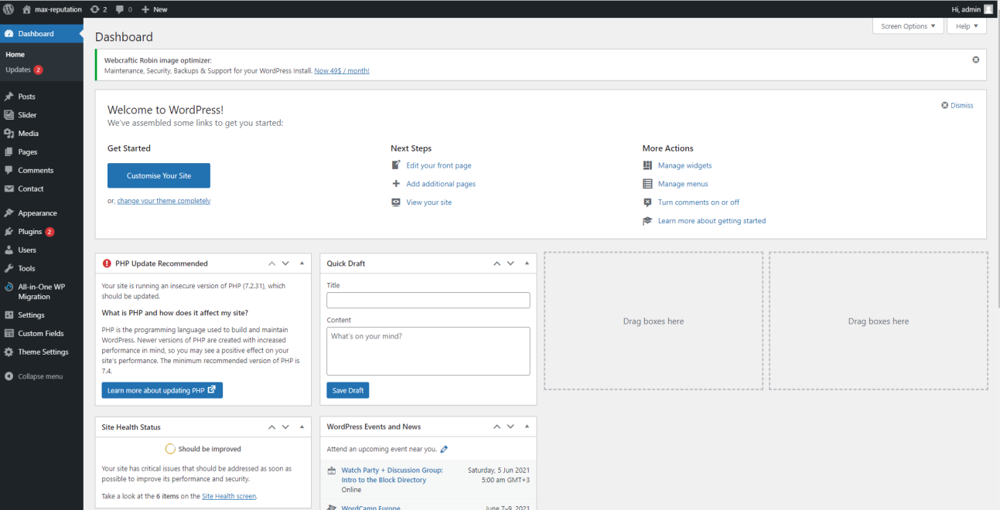 max-reputation 2 0 New Hi, admin
Screen Options Help
Dashboard
Home
Updates 2
Posts
Slider
Media
Pages
Comments
Contact
Appearance
Plugins 2
Users
Tools
All-in-One WP
Migration
Settings
Custom Fields
Theme Settings
Collapse menu
Dashboard
Webcraftic Robin image optimizer:
Maintenance, Security, Backups & Support for your WordPress Install. Now 49$ / month!
Welcome to WordPress!
We've assembled some links to get you started:
Dismiss
Get Started
Customise Your Site
or, change your theme completely
Next Steps
Edit your front page
Add additional pages
View your site
More Actions
Manage widgets
Manage menus
Turn comments on or off
Learn more about getting started
PHP Update Recommended
Your site is running an insecure version of PHP (7.2.31), which
should be updated.
What is PHP and how does it affect my site?
PHP is the programming language used to build and maintain
WordPress. Newer versions of PHP are created with increased
performance in mind, so you may see a positive effect on your
site's performance. The minimum recommended version of PHP is
7.4.
Learn more about updating PHP
Site Health Status
Should be improved
Your site has critical issues that should be addressed as soon as
possible to improve its performance and security.
Take a look at the 6 items on the Site Health screen.
Quick Draft
Title
Content
What's on your mind?
Save Draft
WordPress Events and News
Attend an upcoming event near you.
Watch Party + Discussion Group:
Intro to the Block Directory
Online
Saturday, 5 Jun 2021
5:00 am GMT+3
WordCamp Europe
June 7–9, 2021
Drag boxes here
Drag boxes here